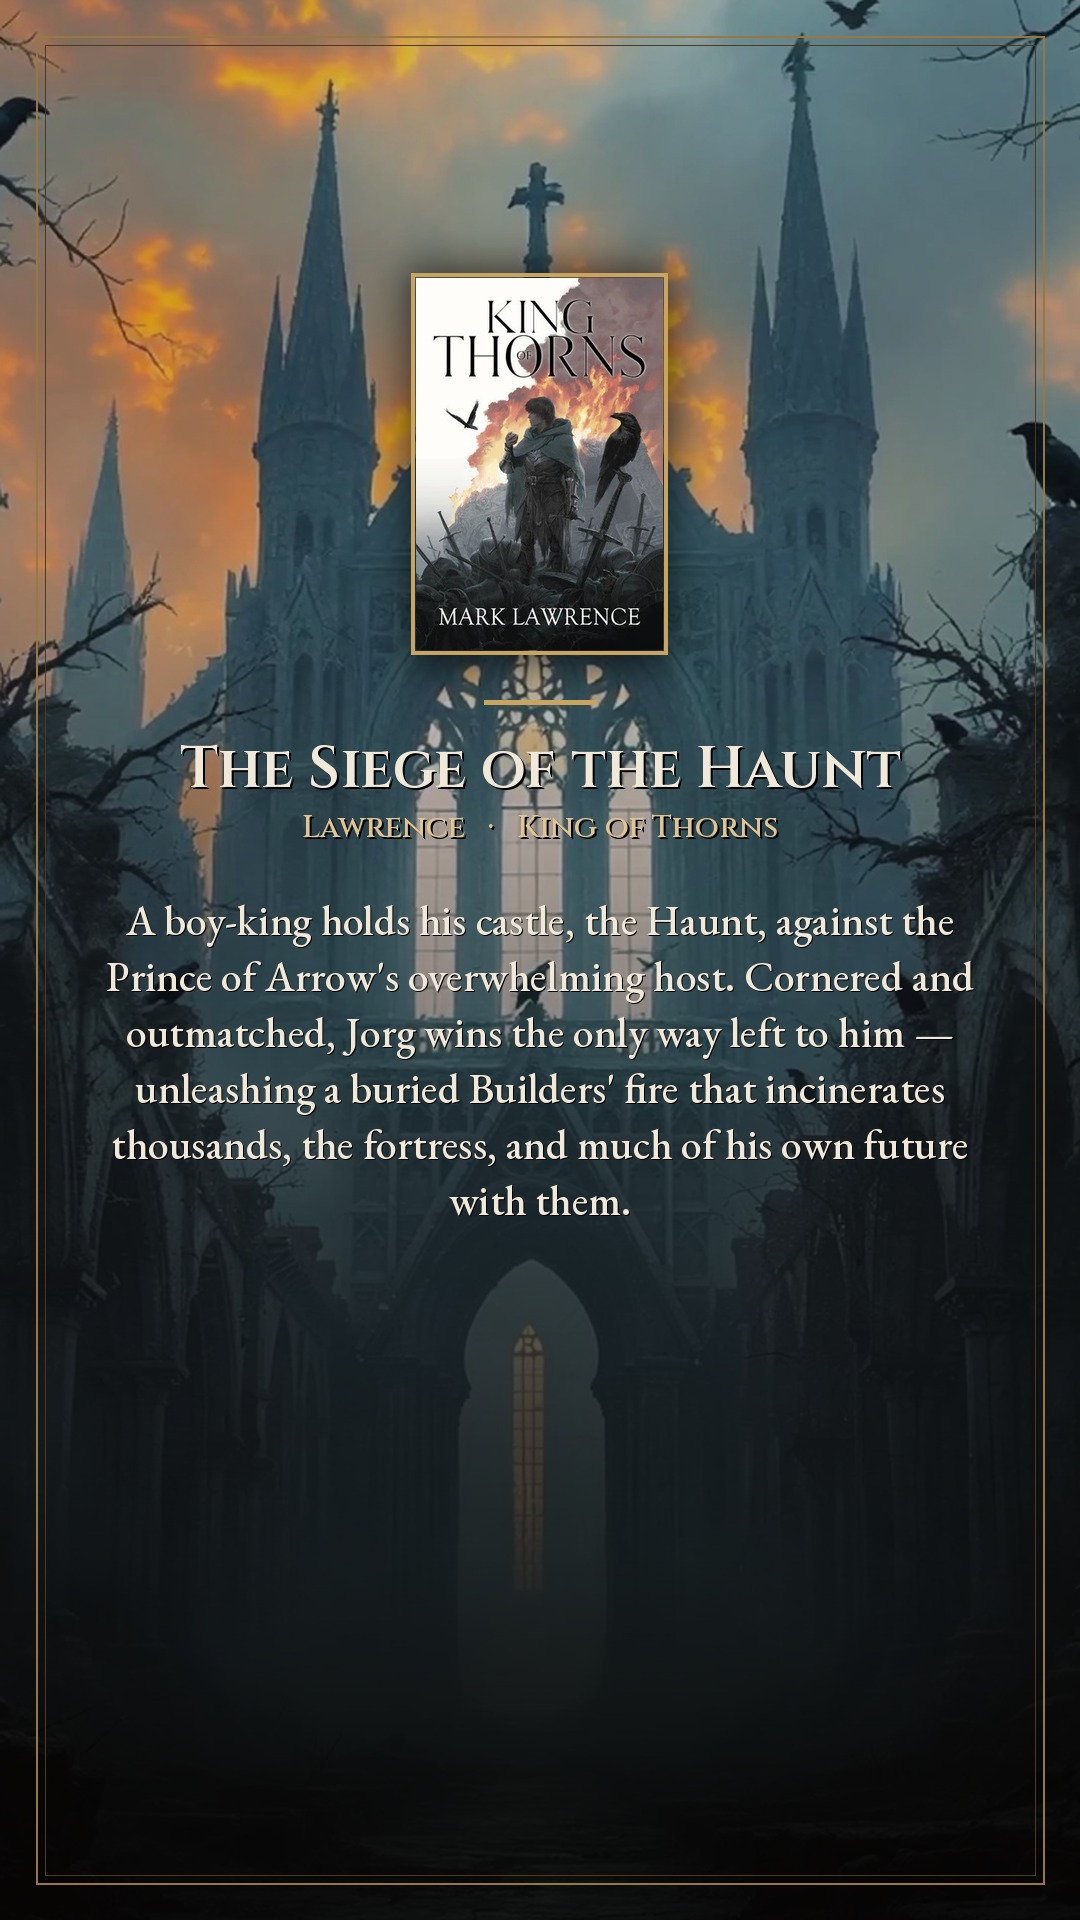 KING
OF
THORNS
MARK LAWRENCE
The Siege of the Haunt
Lawrence · King of Thorns
A boy-king holds his castle, the Haunt, against the
Prince of Arrow's overwhelming host. Cornered and
outmatched, Jorg wins the only way left to him —
unleashing a buried Builders' fire that incinerates
thousands, the fortress, and much of his own future
with them.